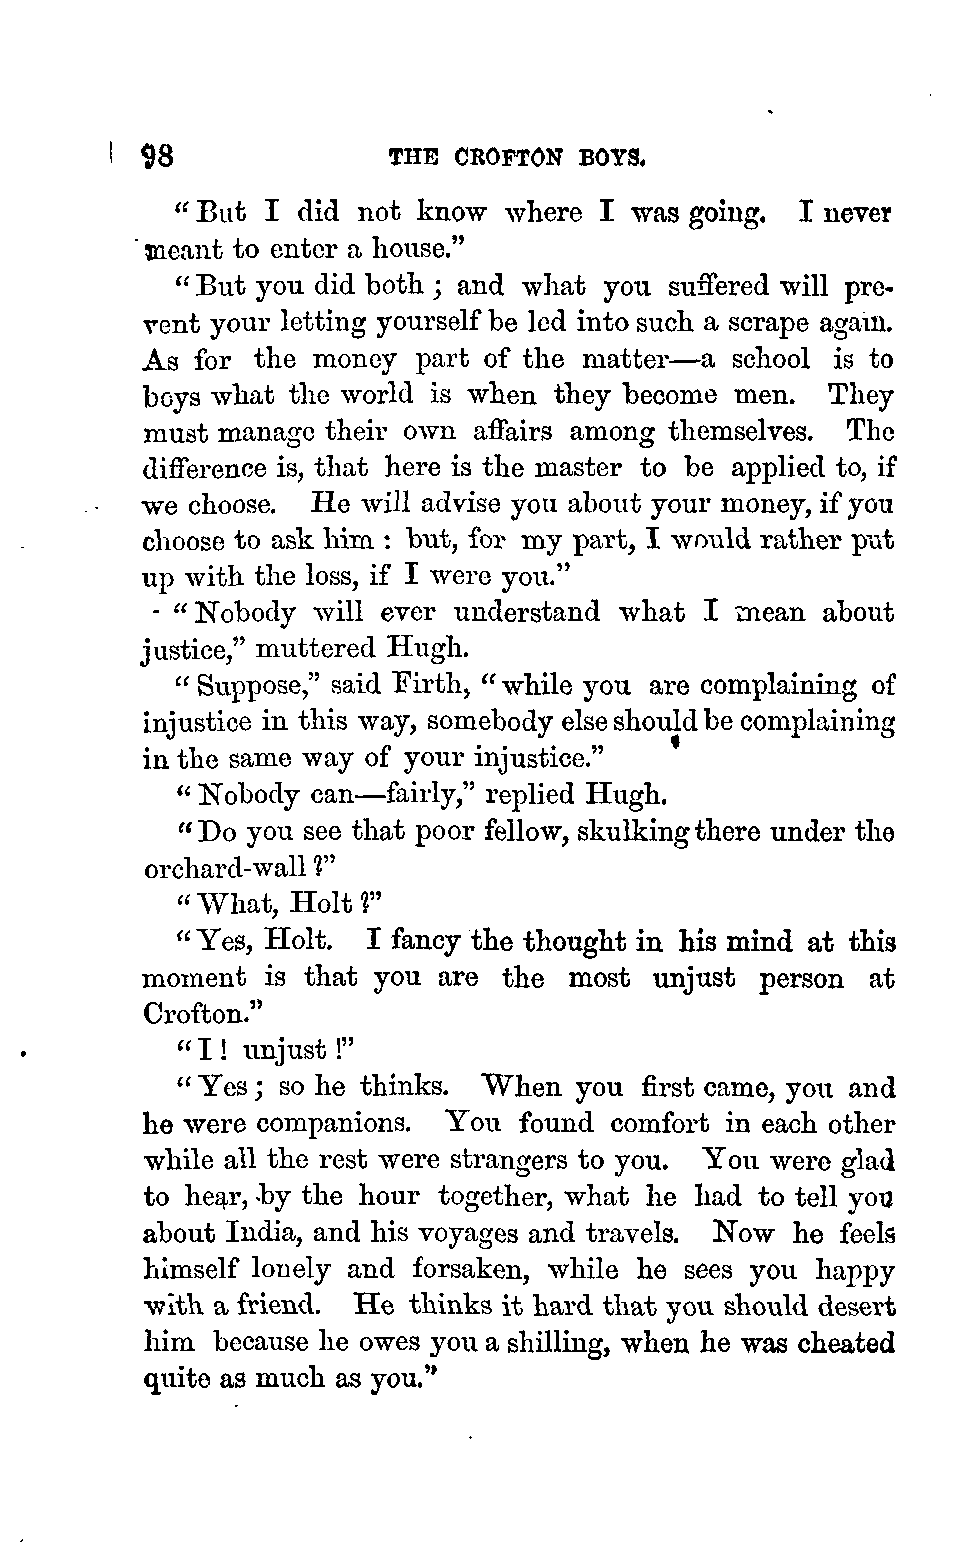 98 THE CROFTON BOYS.
“But I did not know where I was going. I never
meant to enter a house.”
“But you did both; and what you suffered will pre-
vent your letting yourself be led into such a scrape again.
As for the money part of the matter—a school is to
boys what the world is when they become men. They
must manage their own affairs among themselves. The
difference is, that here is the master to be applied to, if
we choose. He will advise you about your money, if you
choose to ask him: but, for my part, I would rather put
up with the loss, if I were you.”
“Nobody will ever understand what I mean about
justice,” muttered Hugh.
“Suppose,” said Firth, “while you are complaining of
injustice in this way, somebody else should be complaining
in the same way of your injustice.”
“Nobody can—fairly,” replied Hugh.
“Do you see that poor fellow, skulking there under the
orchard-wall?”
“What, Holt?”
“Yes, Holt. I fancy the thought in his mind at this
moment is that you are the most unjust person at
Crofton.”
“I! unjust!”
“Yes; so he thinks. When you first came, you and
he were companions. You found comfort in each other
while all the rest were strangers to you. You were glad
to hear, by the hour together, what he had to tell you
about India, and his voyages and travels. Now he feels
himself lonely and forsaken, while he sees you happy
with a friend. He thinks it hard that you should desert
him because he owes you a shilling, when he was cheated
quite as much as you.”